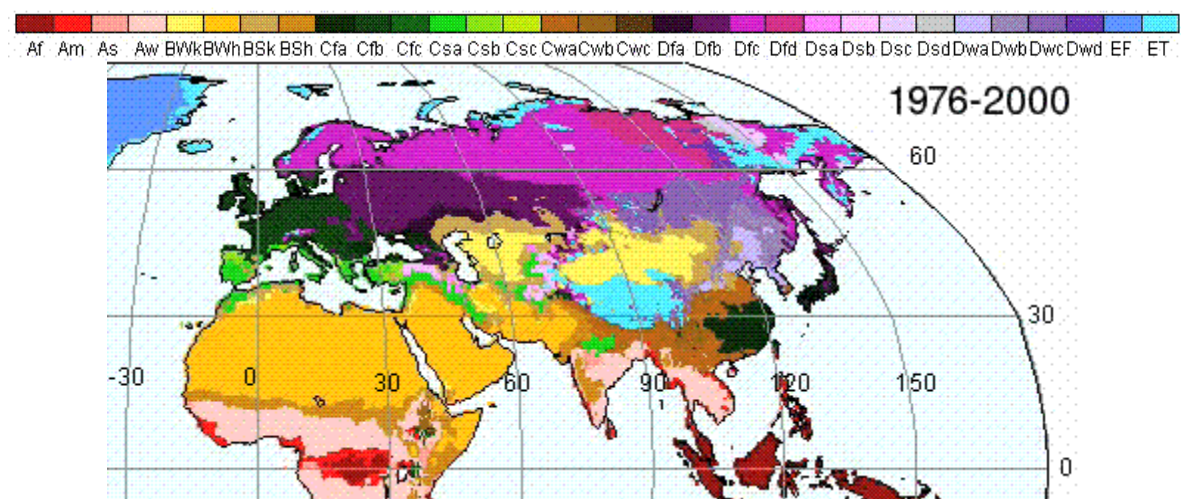 Af Am As Aw BWk BWh BSk BSh Cfa Cfb Cfc Csa Csb Csc Cwa Cwb Cwc Dfa Dfb Dfc Dfd Dsa Dsb Dsc Dsd Dwa Dwb Dwc Dwd EF ET
1976-2000
60
30
-30 0 30 60 90 120 150
0